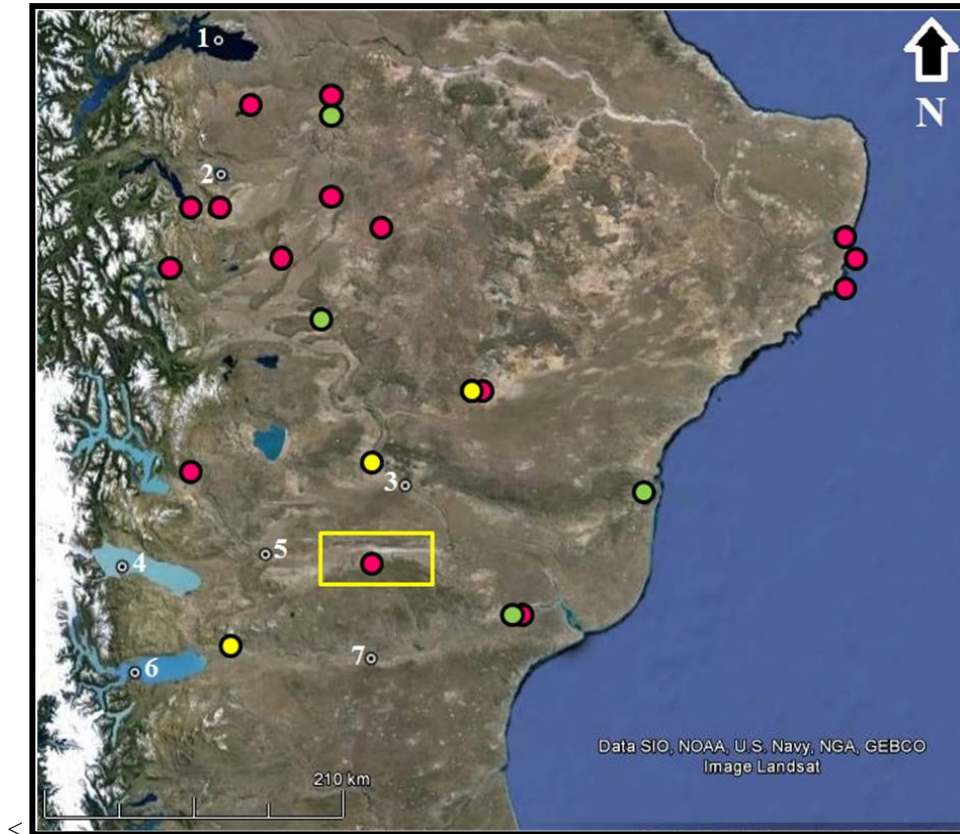 1
N
2
3
5
4
7
6
210 km
Data SIO, NOAA, U.S. Navy, NGA, GEBCO
Image Landsat
<